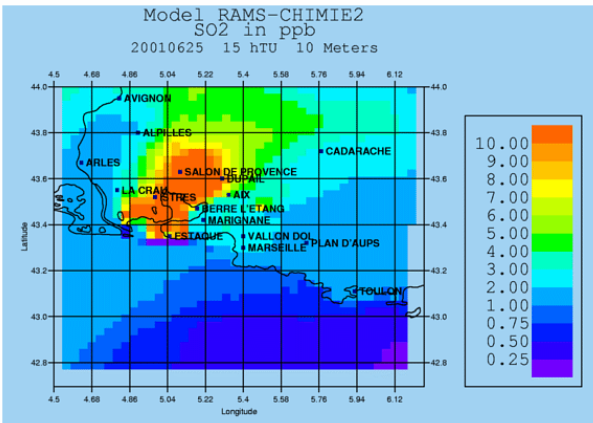 Model RAMS-CHIMIE2
SO2 in ppb
20010625 15 hTU 10 Meters
4.5 4.68 4.86 5.04 5.22 5.4 5.58 5.76 5.94 6.12
44.0 44.0
AVIGNON
43.8 ALPILLES 43.8
CADARACHE
ARLES
SALON DE PROVENCE
43.6 DUPAIL 43.6
LA CRAU
ISTRES AIX
BERRE L'ETANG
43.4 MARIGNANE 43.4
ESTAQUE VALLON DOL
MARSEILLE PLAN D'AUPS
43.2 43.2
TOULON
43.0 43.0
42.8 42.8
4.5 4.68 4.86 5.04 5.22 5.4 5.58 5.76 5.94 6.12
Latitude
Longitude
10.00
9.00
8.00
7.00
6.00
5.00
4.00
3.00
2.00
1.00
0.75
0.50
0.25